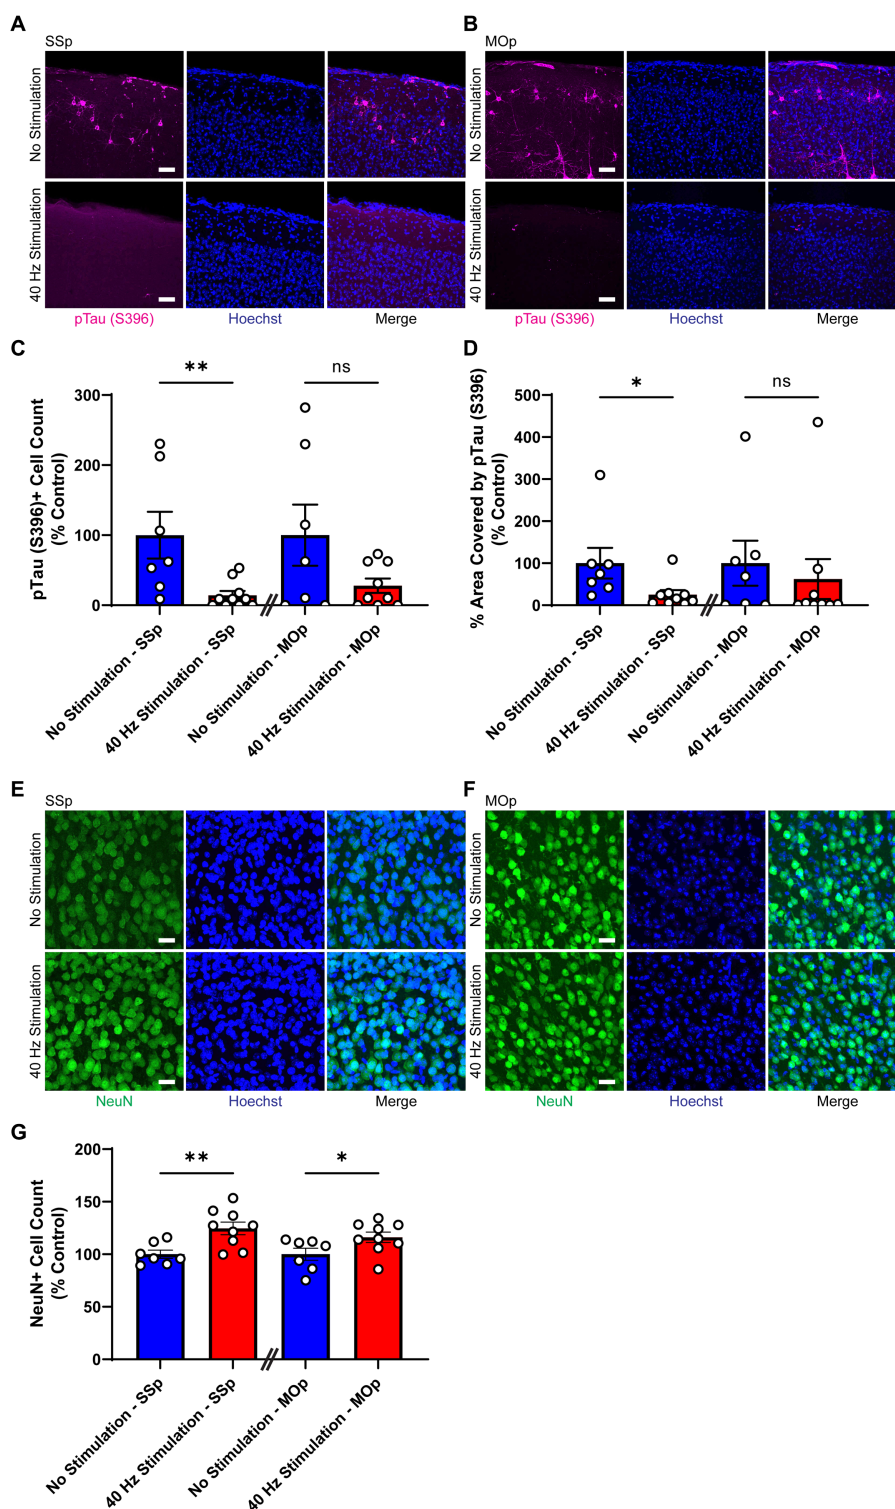 A
SSp
No Stimulation
40 Hz Stimulation
pTau (S396)
Hoechst
Merge
B
MOp
No Stimulation
40 Hz Stimulation
pTau (S396)
Hoechst
Merge
C
pTau (S396)+ Cell Count
(% Control)
300
200
100
0
**
ns
No Stimulation - SSp
40 Hz Stimulation - SSp
No Stimulation - MOp
40 Hz Stimulation - MOp
D
% Area Covered by pTau (S396)
(% Control)
500
400
300
200
100
0
*
ns
No Stimulation - SSp
40 Hz Stimulation - SSp
No Stimulation - MOp
40 Hz Stimulation - MOp
E
SSp
No Stimulation
40 Hz Stimulation
NeuN
Hoechst
Merge
F
MOp
No Stimulation
40 Hz Stimulation
NeuN
Hoechst
Merge
G
NeuN+ Cell Count
(% Control)
200
150
100
50
0
**
*
No Stimulation - SSp
40 Hz Stimulation - SSp
No Stimulation - MOp
40 Hz Stimulation - MOp